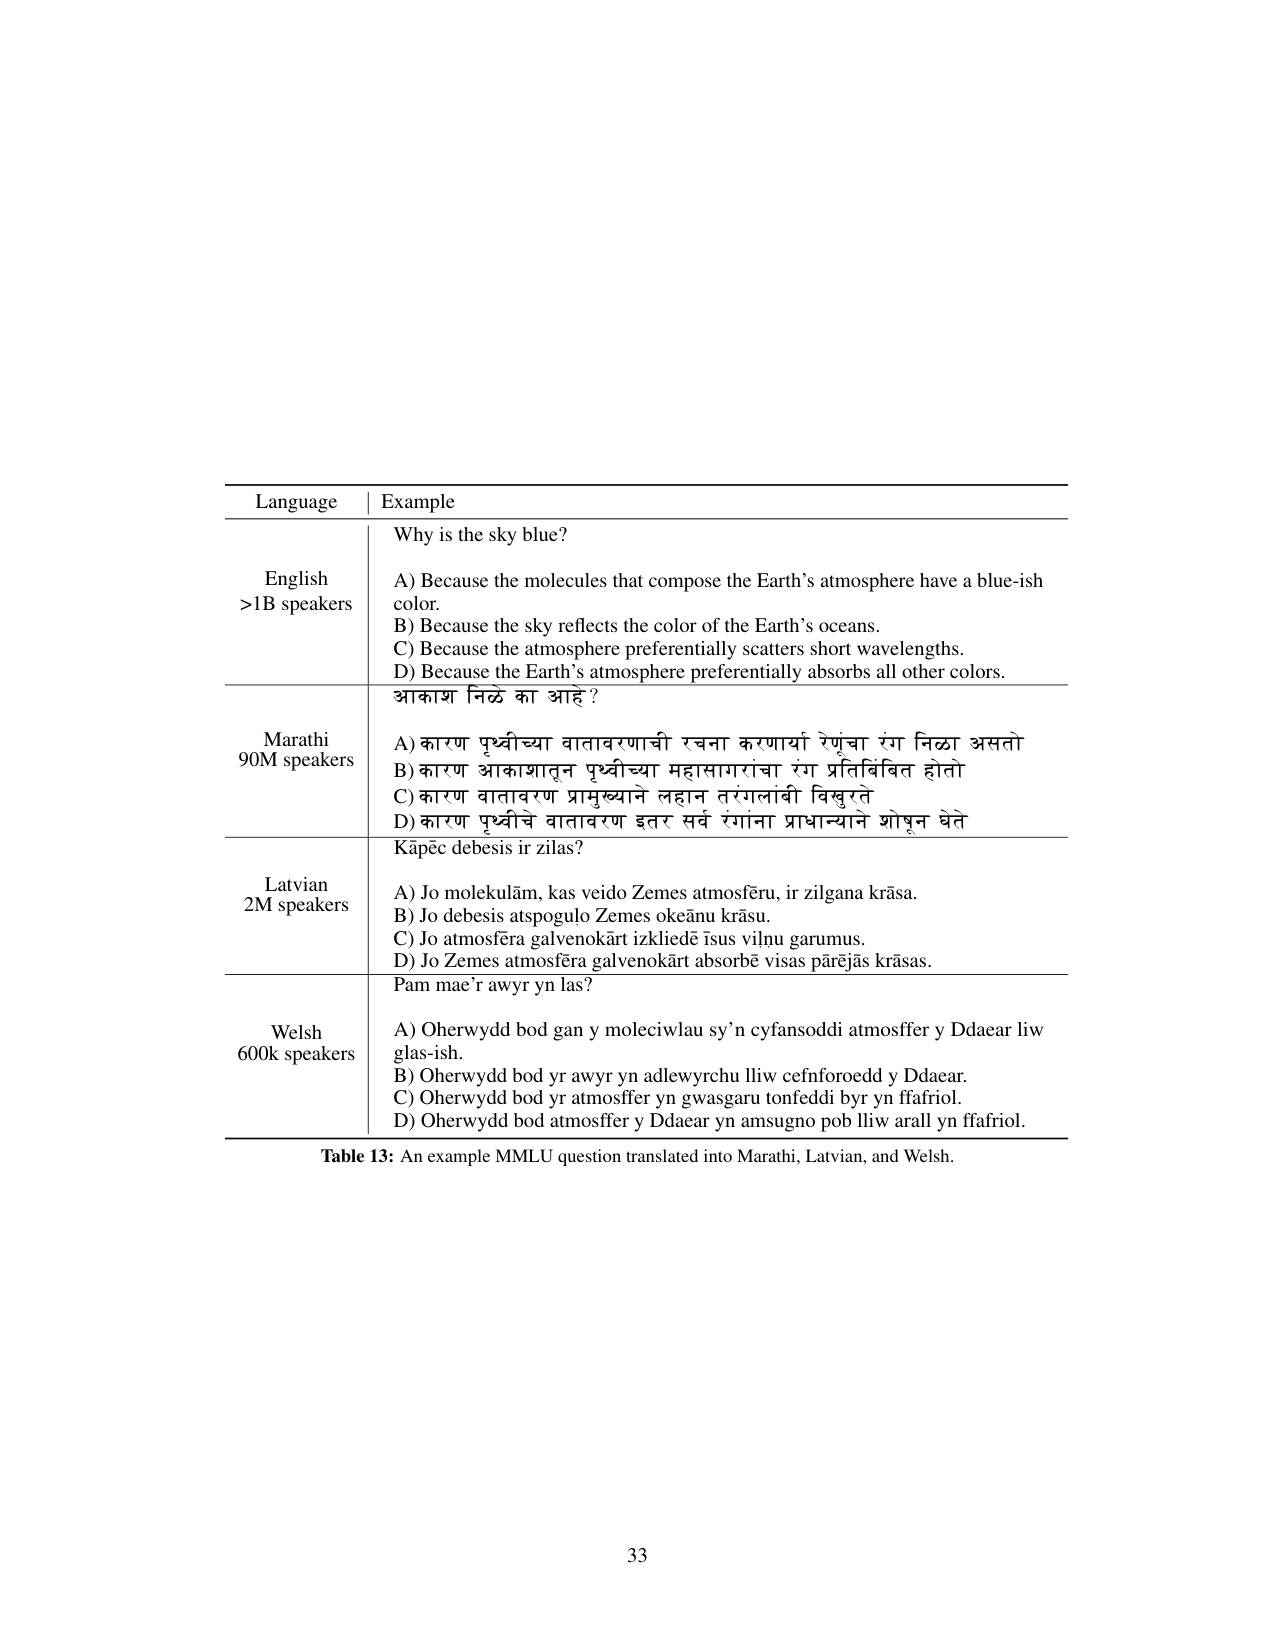 Language Example
Why is the sky blue?
English
>1B speakers
A) Because the molecules that compose the Earth's atmosphere have a blue-ish
color.
B) Because the sky reflects the color of the Earth's oceans.
C) Because the atmosphere preferentially scatters short wavelengths.
D) Because the Earth's atmosphere preferentially absorbs all other colors.
आकाश निळे का आहे?
Marathi
90M speakers
A) कारण पृथ्वीच्या वातावरणाची रचना करणार्या रेणूंचा रंग निळा असतो
B) कारण आकाशातून पृथ्वीच्या महासागरांचा रंग प्रतिबिंबित होतो
C) कारण वातावरण प्रामुख्याने लहान तरंगलांबी विखुरते
D) कारण पृथ्वीचे वातावरण इतर सर्व रंगांना प्राधान्याने शोषून घेते
Kāpēc debesis ir zilas?
Latvian
2M speakers
A) Jo molekulām, kas veido Zemes atmosfēru, ir zilgana krāsa.
B) Jo debesis atspoguļo Zemes okeānu krāsu.
C) Jo atmosfēra galvenokārt izkliedē īsus viļņu garumus.
D) Jo Zemes atmosfēra galvenokārt absorbē visas pārējās krāsas.
Pam mae'r awyr yn las?
Welsh
600k speakers
A) Oherwydd bod gan y moleciwlau sy'n cyfansoddi atmosffer y Ddaear liw
glas-ish.
B) Oherwydd bod yr awyr yn adlewyrchu lliw cefnforoedd y Ddaear.
C) Oherwydd bod yr atmosffer yn gwasgaru tonfeddi byr yn ffafriol.
D) Oherwydd bod atmosffer y Ddaear yn amsugno pob lliw arall yn ffafriol.
Table 13: An example MMLU question translated into Marathi, Latvian, and Welsh.
33